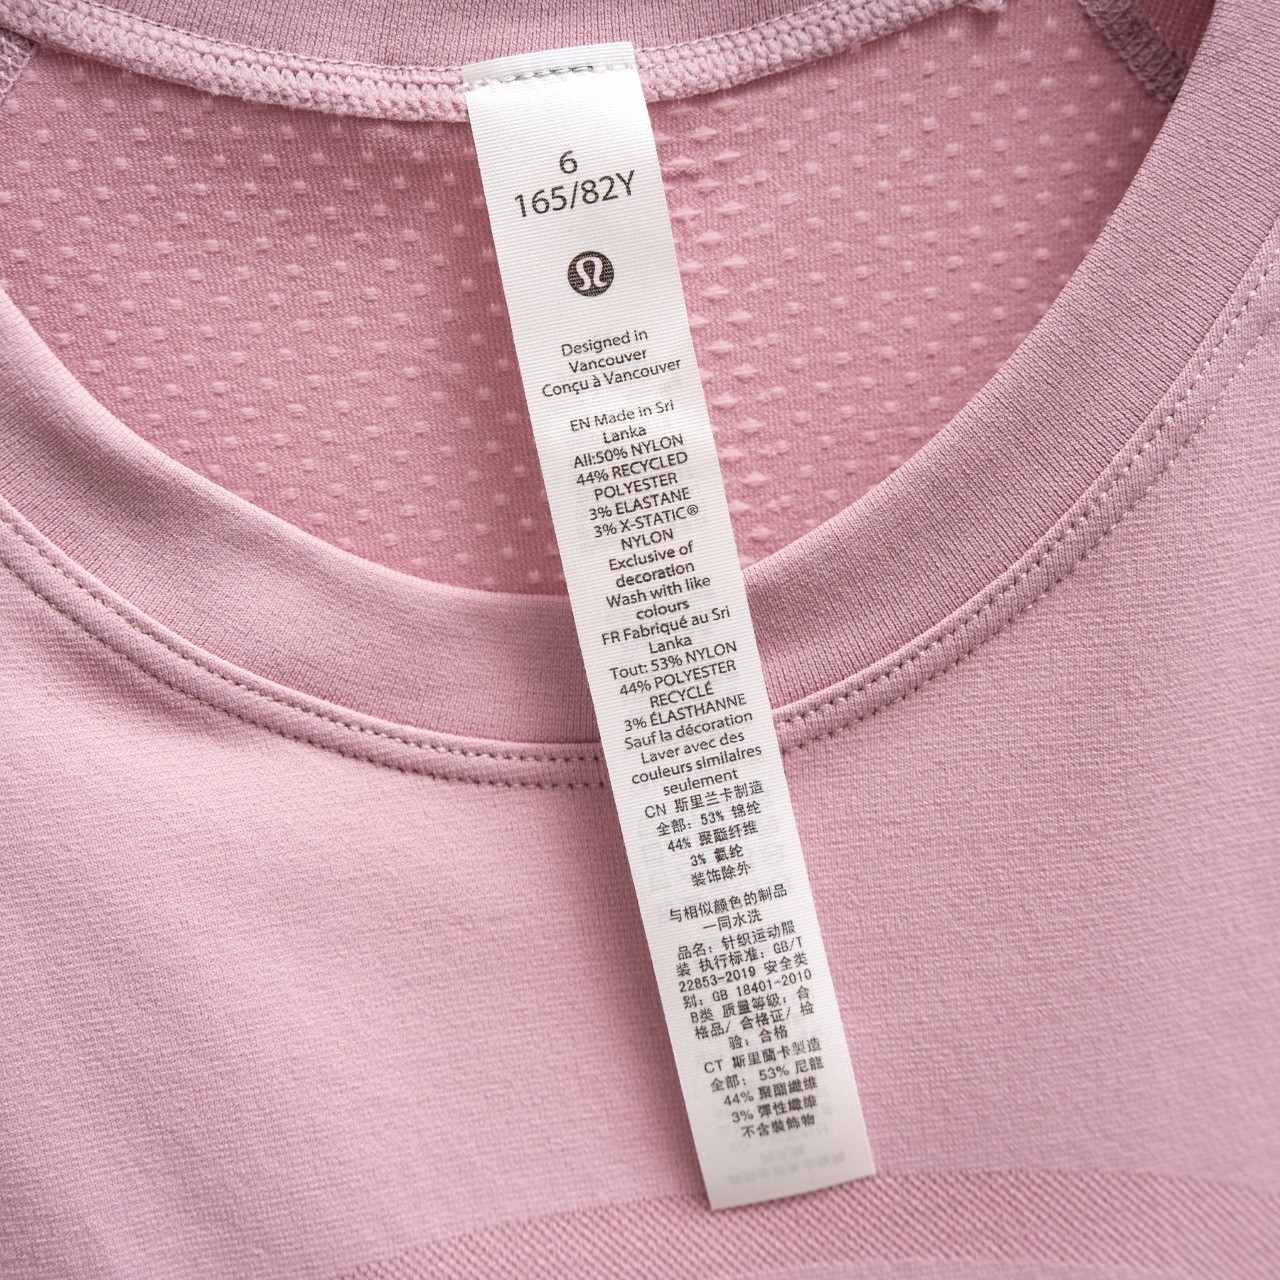 6
165/82Y
Designed in
Vancouver
Conçu à Vancouver
EN Made in Sri
Lanka
All:50% NYLON
44% RECYCLED
POLYESTER
3% ELASTANE
3% X-STATIC®
NYLON
Exclusive of
decoration
Wash with like
colours
FR Fabriqué au Sri
Lanka
Tout: 53% NYLON
44% POLYESTER
RECYCLÉ
3% ÉLASTHANNE
Sauf la décoration
Laver avec des
couleurs similaires
seulement
CN 斯里兰卡制造
全部: 53% 锦纶
44% 聚酯纤维
3% 氨纶
装饰除外
与相似颜色的制品
一同水洗
品名: 针织运动服
装 执行标准: GB/T
22853-2019 安全类
别: GB 18401-2010
B类 质量等级: 合
格品/ 合格证/ 检
验: 合格
CT 斯里蘭卡製造
全部: 53% 尼龍
44% 聚酯纖維
3% 彈性纖維
不含裝飾物